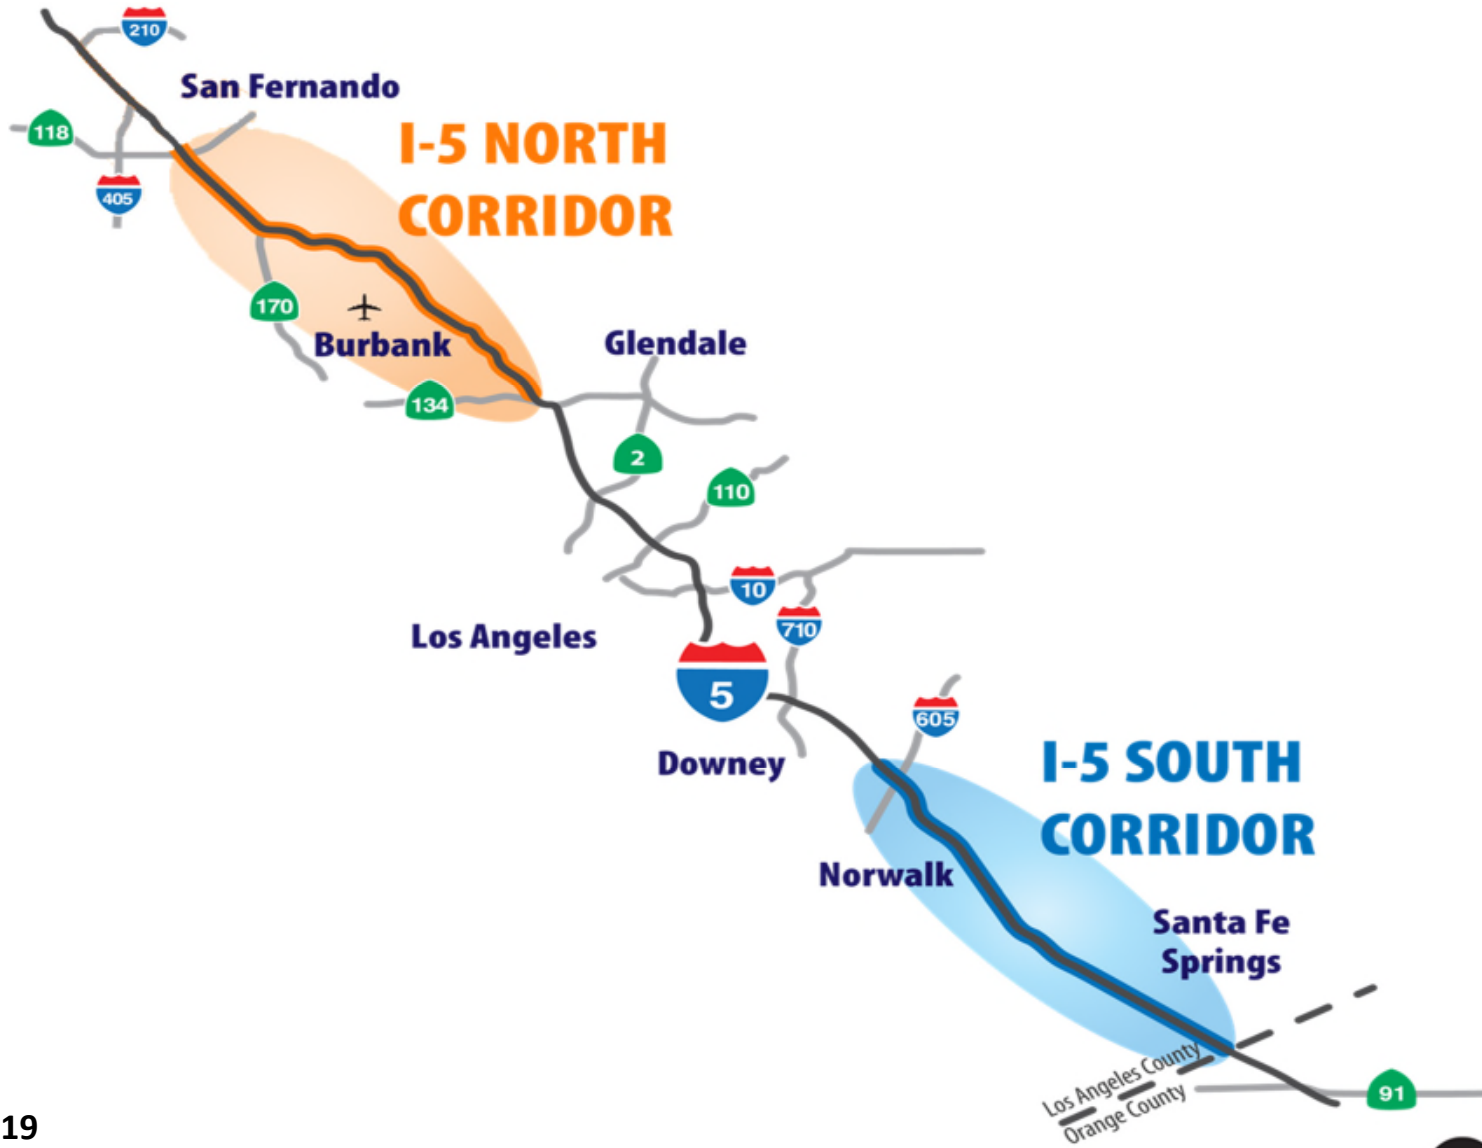 210
San Fernando
118
I-5 NORTH
CORRIDOR
405
170
Burbank
Glendale
134
2
110
10
Los Angeles
710
5
605
Downey
I-5 SOUTH
CORRIDOR
Norwalk
Santa Fe
Springs
Los Angeles County
Orange County
91
19